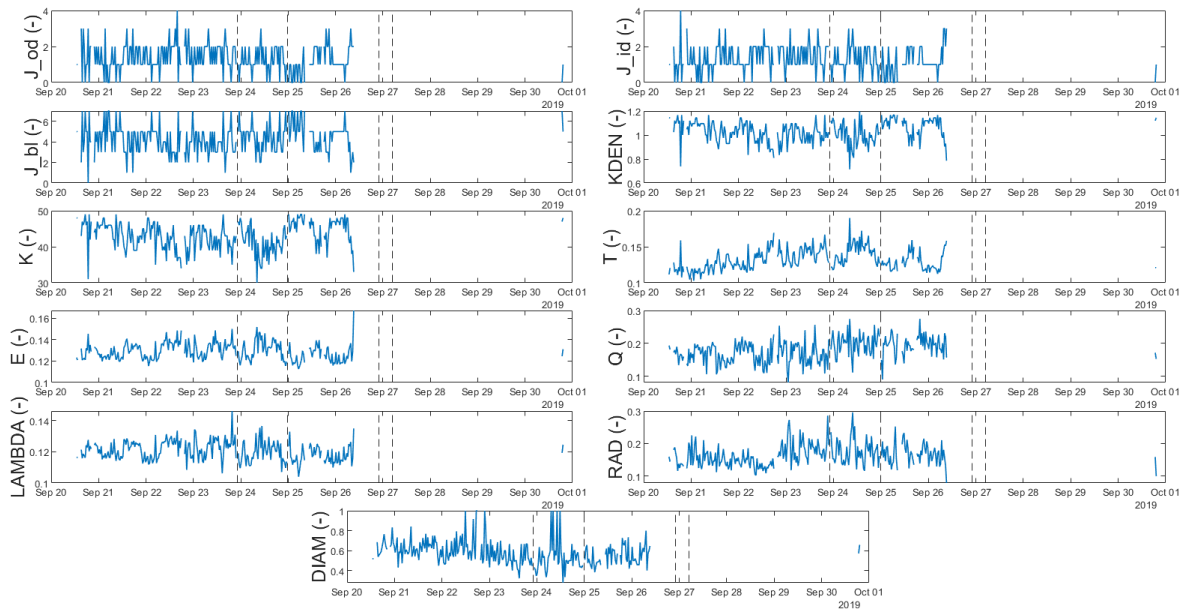 J_od (-)
4
2
0
Sep 20 Sep 21 Sep 22 Sep 23 Sep 24 Sep 25 Sep 26 Sep 27 Sep 28 Sep 29 Sep 30 Oct 01
2019
J_id (-)
4
2
0
Sep 20 Sep 21 Sep 22 Sep 23 Sep 24 Sep 25 Sep 26 Sep 27 Sep 28 Sep 29 Sep 30 Oct 01
2019
J_bl (-)
6
4
2
0
Sep 20 Sep 21 Sep 22 Sep 23 Sep 24 Sep 25 Sep 26 Sep 27 Sep 28 Sep 29 Sep 30 Oct 01
2019
KDEN (-)
1.2
1
0.8
0.6
Sep 20 Sep 21 Sep 22 Sep 23 Sep 24 Sep 25 Sep 26 Sep 27 Sep 28 Sep 29 Sep 30 Oct 01
2019
K (-)
50
40
30
Sep 20 Sep 21 Sep 22 Sep 23 Sep 24 Sep 25 Sep 26 Sep 27 Sep 28 Sep 29 Sep 30 Oct 01
2019
T (-)
0.2
0.15
0.1
Sep 20 Sep 21 Sep 22 Sep 23 Sep 24 Sep 25 Sep 26 Sep 27 Sep 28 Sep 29 Sep 30 Oct 01
2019
E (-)
0.16
0.14
0.12
0.1
Sep 20 Sep 21 Sep 22 Sep 23 Sep 24 Sep 25 Sep 26 Sep 27 Sep 28 Sep 29 Sep 30 Oct 01
2019
Q (-)
0.3
0.2
0.1
Sep 20 Sep 21 Sep 22 Sep 23 Sep 24 Sep 25 Sep 26 Sep 27 Sep 28 Sep 29 Sep 30 Oct 01
2019
LAMBDA (-)
0.14
0.12
0.1
Sep 20 Sep 21 Sep 22 Sep 23 Sep 24 Sep 25 Sep 26 Sep 27 Sep 28 Sep 29 Sep 30 Oct 01
2019
RAD (-)
0.3
0.2
0.1
Sep 20 Sep 21 Sep 22 Sep 23 Sep 24 Sep 25 Sep 26 Sep 27 Sep 28 Sep 29 Sep 30 Oct 01
2019
DIAM (-)
1
0.8
0.6
0.4
Sep 20 Sep 21 Sep 22 Sep 23 Sep 24 Sep 25 Sep 26 Sep 27 Sep 28 Sep 29 Sep 30 Oct 01
2019